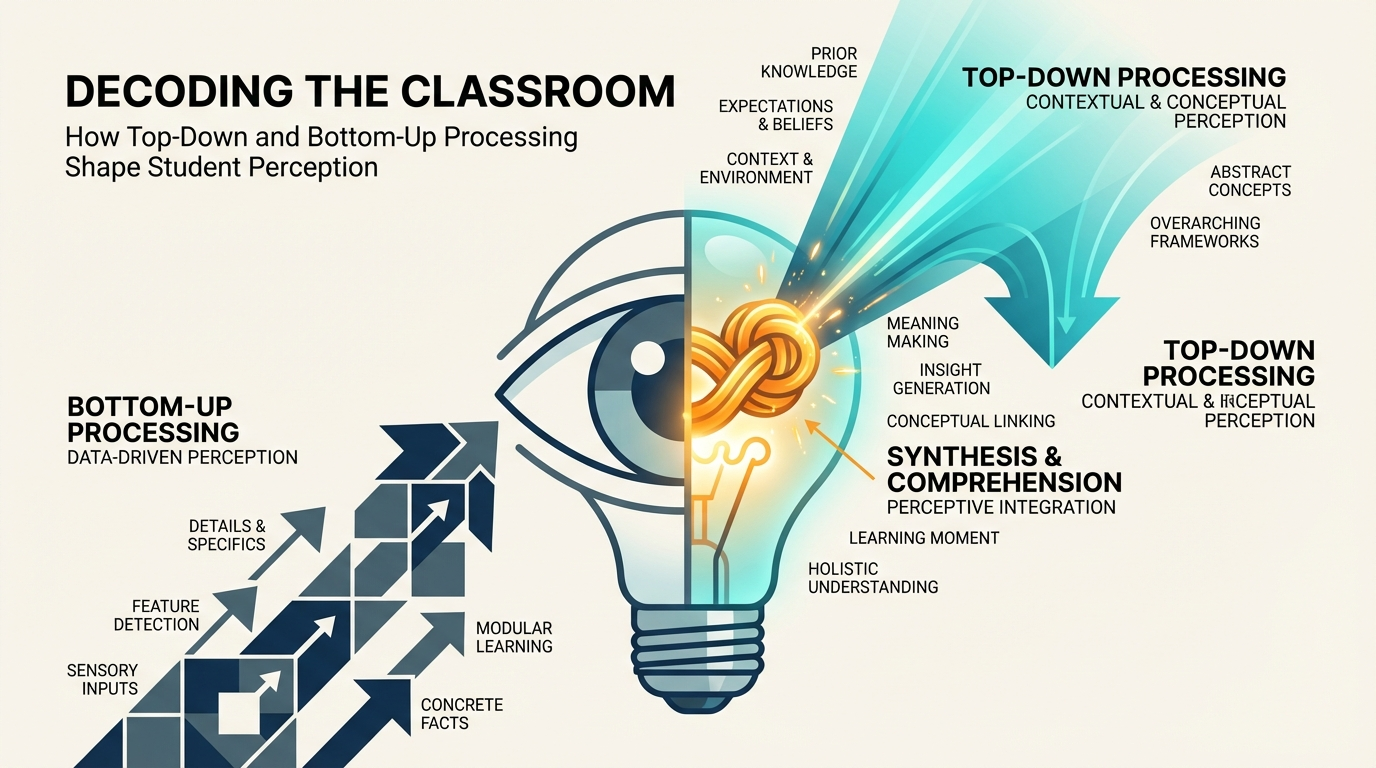 DECODING THE CLASSROOM
How Top-Down and Bottom-Up Processing
Shape Student Perception
PRIOR
KNOWLEDGE
EXPECTATIONS
& BELIEFS
CONTEXT &
ENVIRONMENT
TOP-DOWN PROCESSING
CONTEXTUAL & CONCEPTUAL
PERCEPTION
ABSTRACT
CONCEPTS
OVERARCHING
FRAMEWORKS
MEANING
MAKING
INSIGHT
GENERATION
CONCEPTUAL LINKING
TOP-DOWN
PROCESSING
CONTEXTUAL &
PERCEPTION
SYNTHESIS &
COMPREHENSION
PERCEPTIVE INTEGRATION
LEARNING MOMENT
HOLISTIC
UNDERSTANDING
BOTTOM-UP
PROCESSING
DATA-DRIVEN PERCEPTION
DETAILS &
SPECIFICS
FEATURE
DETECTION
SENSORY
INPUTS
MODULAR
LEARNING
CONCRETE
FACTS